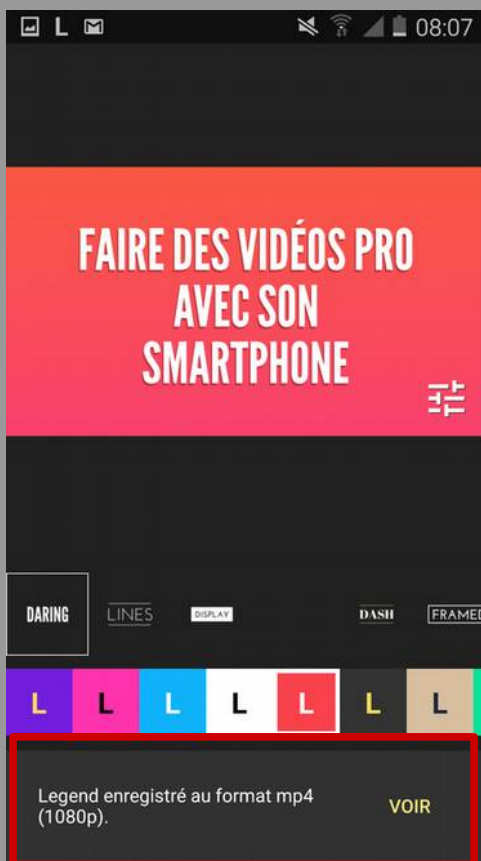 L 08:07
FAIRE DES VIDÉOS PRO
AVEC SON
SMARTPHONE
DARING LINES DISPLAY DASH FRAMED
L L L L L L L
Legend enregistré au format mp4
(1080p).
VOIR